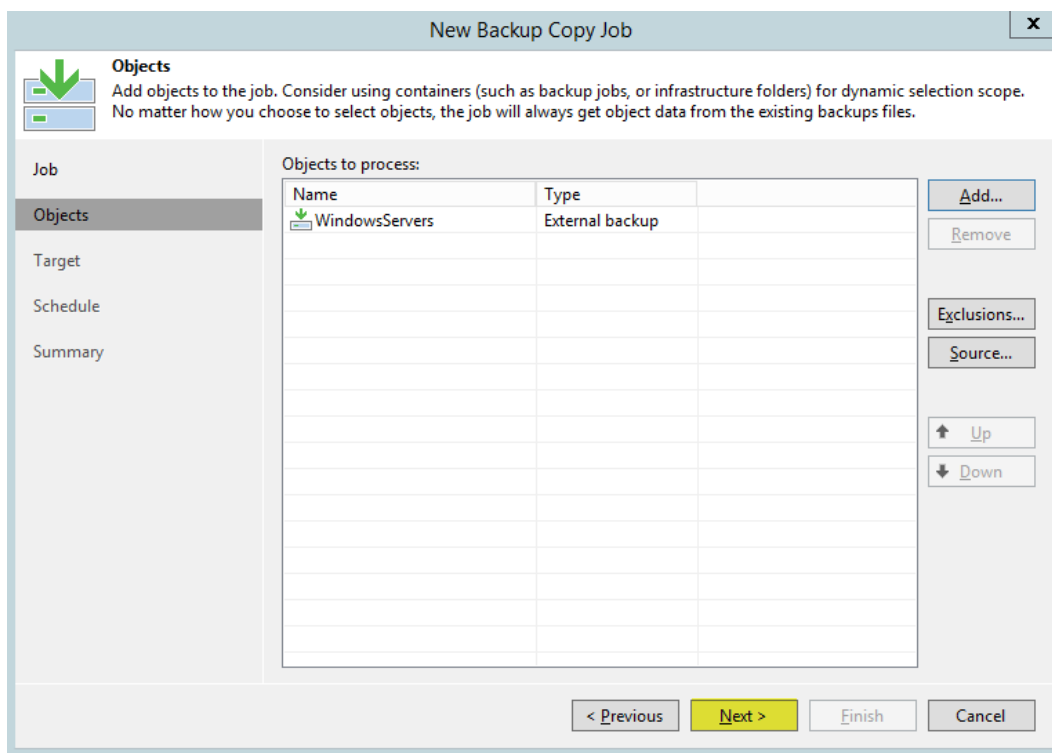 New Backup Copy Job
x
Objects
Add objects to the job. Consider using containers (such as backup jobs, or infrastructure folders) for dynamic selection scope.
No matter how you choose to select objects, the job will always get object data from the existing backups files.
Job
Objects
Target
Schedule
Summary
Objects to process:
Name Type
WindowsServers External backup
Add...
Remove
Exclusions...
Source...
Up
Down
< Previous Next > Finish Cancel